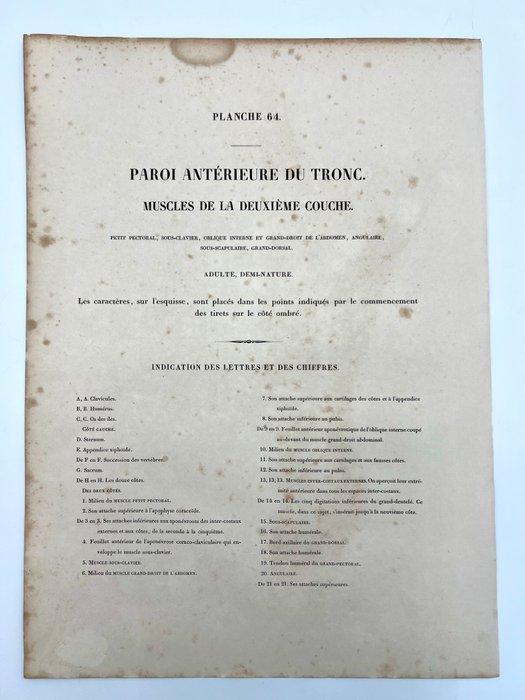 PLANCHE 64.
PAROI ANTÉRIEURE DU TRONC.
MUSCLES DE LA DEUXIÈME COUCHE.
PETIT PECTORAL, SOUS-CLAVIER, OBLIQUE INTERNE ET GRAND-DROIT DE L'ABDOMEN, ANGULAIRE,
SOUS-SCAPULAIRE, GRAND-DORSAL.
ADULTE, DEMI-NATURE.
Les caractères, sur l'esquisse, sont placés dans les points indiqués par le commencement
des tirets sur le côté ombré.
INDICATION DES LETTRES ET DES CHIFFRES.
A, A. Clavicules.
B, B. Humérus.
C, C. Os des iles.
CÔTÉ GAUCHE.
D. Sternum.
E. Appendice xiphoïde.
De F en F. Succession des vertèbres.
G. Sacrum.
De H en H. Les douze côtes.
DES DEUX CÔTÉS.
1. Milieu du MUSCLE PETIT PECTORAL.
2. Son attache supérieure à l'apophyse coracoïde.
De 3 en 3. Ses attaches inférieures aux aponévroses des inter-costaux
externes et aux côtes, de la seconde à la cinquième.
4. Feuillet antérieur de l'aponévrose coraco-claviculaire qui en-
veloppe le muscle sous-clavier.
5. MUSCLE SOUS-CLAVIER.
6. Milieu du MUSCLE GRAND-DROIT DE L'ABDOMEN.
7. Son attache supérieure aux cartilages des côtes et à l'appendice
xiphoïde.
8. Son attache inférieure au pubis.
De 9 en 9. Feuillet antérieur aponévrotique de l'oblique interne coupé
au-devant du muscle grand-droit abdominal.
10. Milieu du MUSCLE OBLIQUE INTERNE.
11. Son attache supérieure aux cartilages et aux fausses côtes.
12. Son attache inférieure au pubis.
13, 13, 13. MUSCLES INTER-COSTAUX EXTERNES. On aperçoit leur extré-
mité antérieure dans tous les espaces inter-costaux.
De 14 en 14. Les cinq digitations inférieures du grand-dentelé. Ce
muscle, dans ce sujet, s'insérait jusqu'à la neuvième côte.
15. SOUS-SCAPULAIRE.
16. Son attache humérale.
17. Bord axillaire du GRAND-DORSAL.
18. Son attache humérale.
19. Tendon huméral du GRAND-PECTORAL.
20. ANGULAIRE.
De 21 en 21. Ses attaches supérieures.